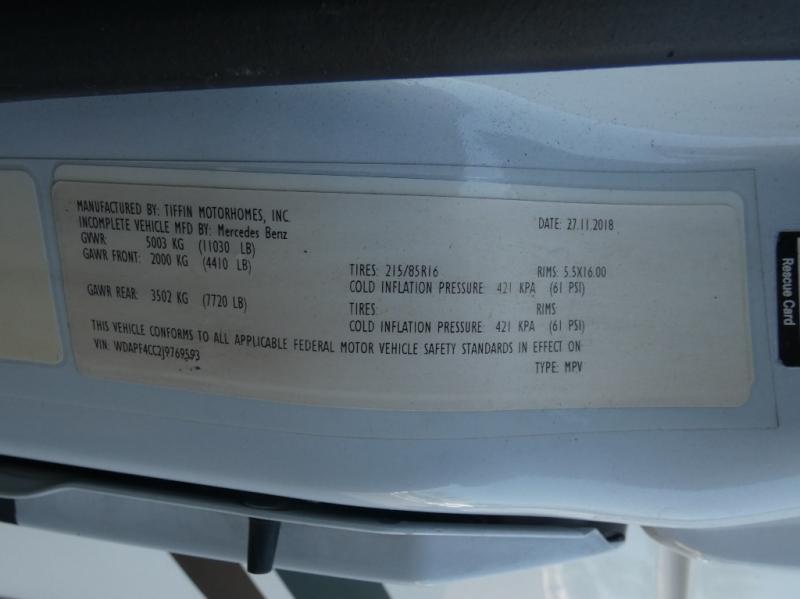 MANUFACTURED BY: TIFFIN MOTORHOMES, INC.
INCOMPLETE VEHICLE MFD BY: Mercedes Benz
DATE: 27.11.2018
GVWR: 5003 KG (11030 LB)
GAWR FRONT: 2000 KG (4410 LB)
TIRES: 215/85R16 RIMS: 5.5X16.00
COLD INFLATION PRESSURE: 421 KPA (61 PSI)
GAWR REAR: 3502 KG (7720 LB)
TIRES: RIMS
COLD INFLATION PRESSURE: 421 KPA (61 PSI)
THIS VEHICLE CONFORMS TO ALL APPLICABLE FEDERAL MOTOR VEHICLE SAFETY STANDARDS IN EFFECT ON
VIN: WDAPF4CC2J9769593
TYPE: MPV
Rescue Card